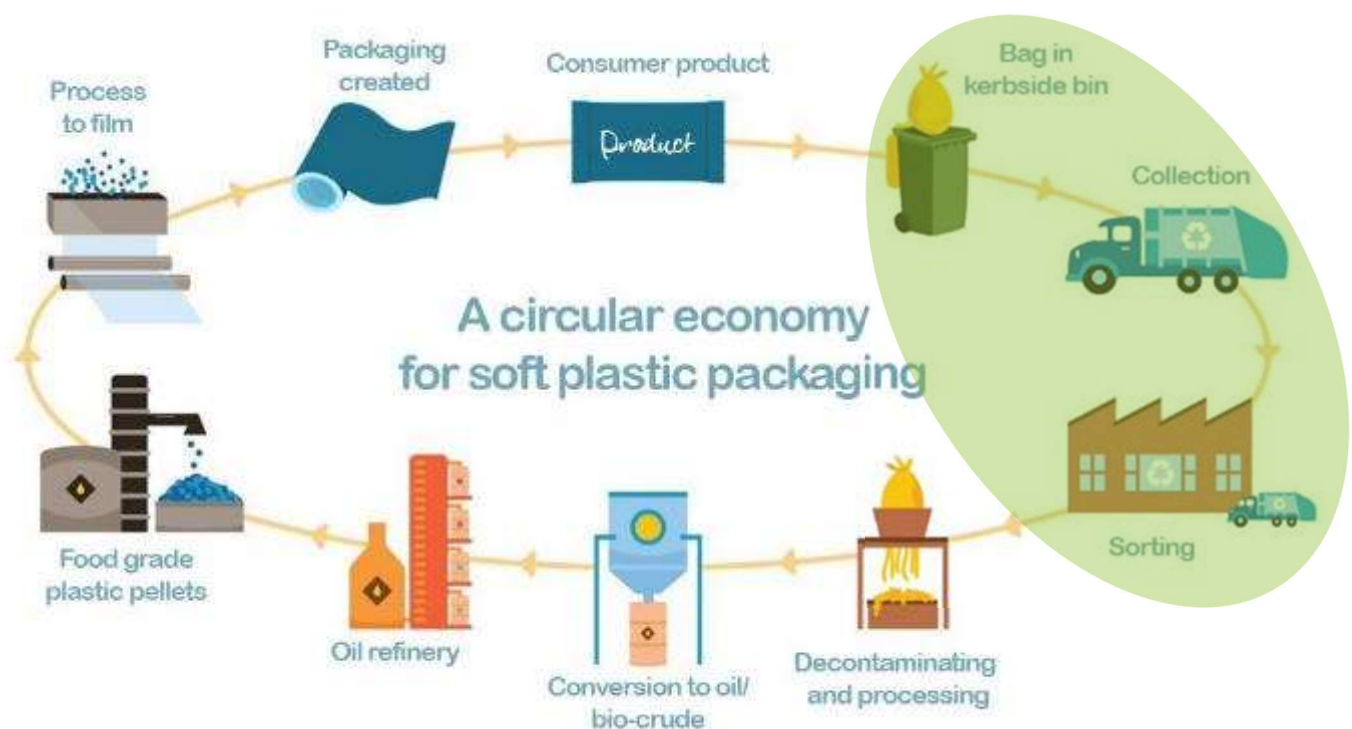 Process
to film
Packaging
created
Consumer product
Product
Bag in
kerbside bin
Collection
A circular economy
for soft plastic packaging
Sorting
Decontaminating
and processing
Conversion to oil/
bio-crude
Oil refinery
Food grade
plastic pellets